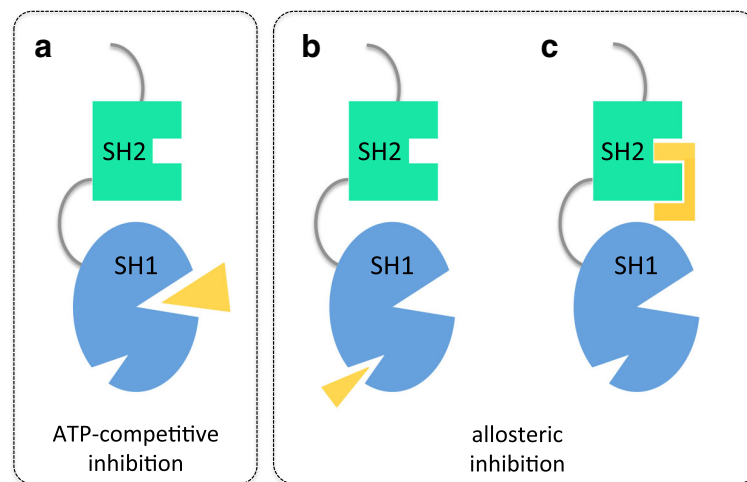 a
b
c
SH2
SH2
SH2
SH1
SH1
SH1
ATP-competitive
inhibition
allosteric
inhibition